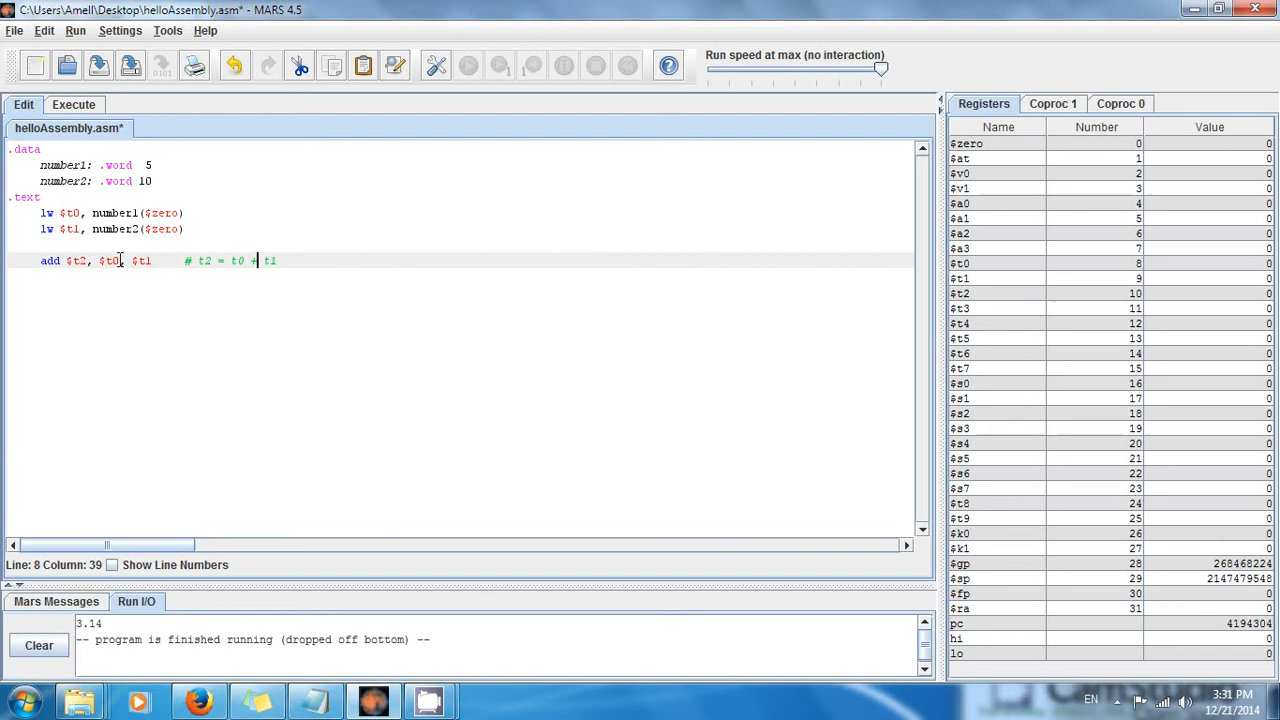 C:\Users\Amell\Desktop\helloAssembly.asm* - MARS 4.5
File Edit Run Settings Tools Help
Run speed at max (no interaction)
Edit Execute
helloAssembly.asm*
.data
number1: .word 5
number2: .word 10
.text
lw $t0, number1($zero)
lw $t1, number2($zero)
add $t2, $t0, $t1 # t2 = t0 + t1
Line: 8 Column: 39 Show Line Numbers
Mars Messages Run I/O
Clear
3.14
-- program is finished running (dropped off bottom) --
Registers Coproc 1 Coproc 0
Name Number Value
$zero 0 0
$at 1 0
$v0 2 0
$v1 3 0
$a0 4 0
$a1 5 0
$a2 6 0
$a3 7 0
$t0 8 0
$t1 9 0
$t2 10 0
$t3 11 0
$t4 12 0
$t5 13 0
$t6 14 0
$t7 15 0
$s0 16 0
$s1 17 0
$s2 18 0
$s3 19 0
$s4 20 0
$s5 21 0
$s6 22 0
$s7 23 0
$t8 24 0
$t9 25 0
$k0 26 0
$k1 27 0
$gp 28 268468224
$sp 29 2147479548
$fp 30 0
$ra 31 0
pc 4194304
hi 0
lo 0
EN 3:31 PM
12/21/2014